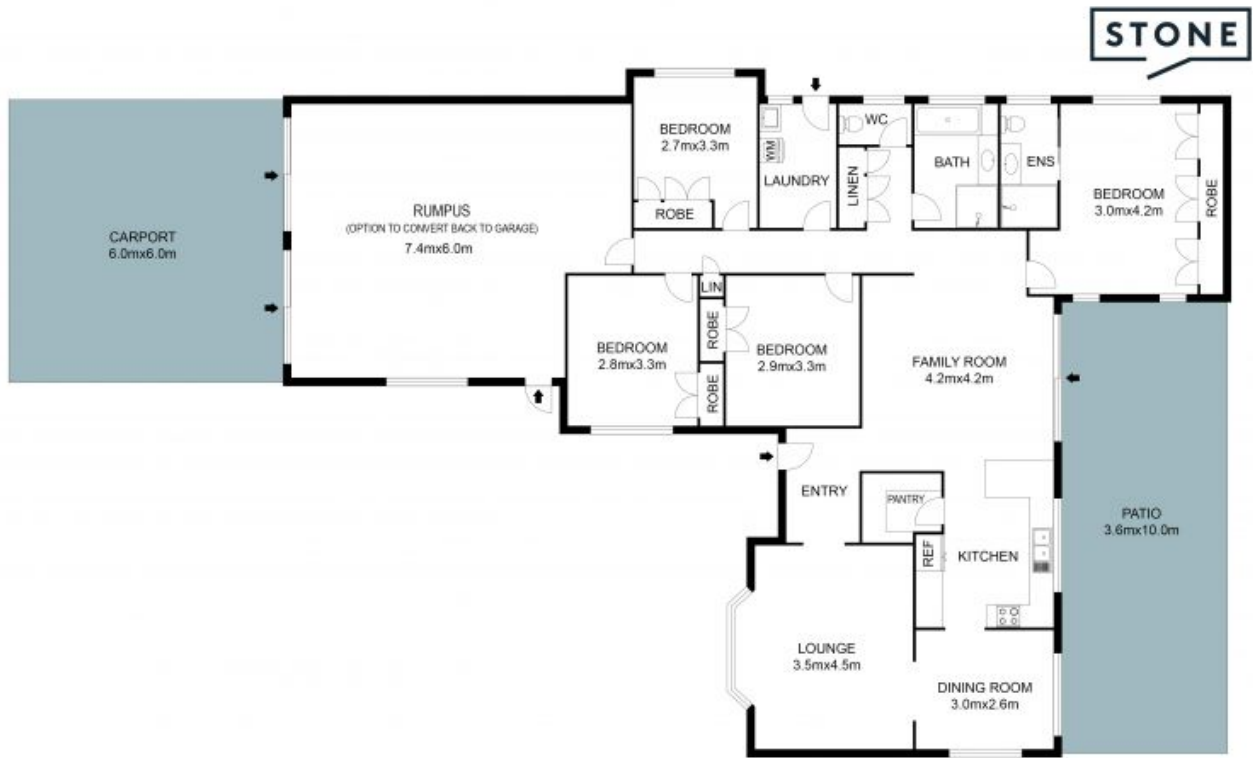 STONE
BEDROOM
2.7mx3.3m
ROBE
WM
LAUNDRY
WC
LINEN
BATH
ENS
BEDROOM
3.0mx4.2m
ROBE
CARPORT
6.0mx6.0m
RUMPUS
(OPTION TO CONVERT BACK TO GARAGE)
7.4mx6.0m
LIN
BEDROOM
2.8mx3.3m
ROBE
ROBE
BEDROOM
2.9mx3.3m
FAMILY ROOM
4.2mx4.2m
ENTRY
PANTRY
REF
KITCHEN
PATIO
3.6mx10.0m
LOUNGE
3.5mx4.5m
DINING ROOM
3.0mx2.6m